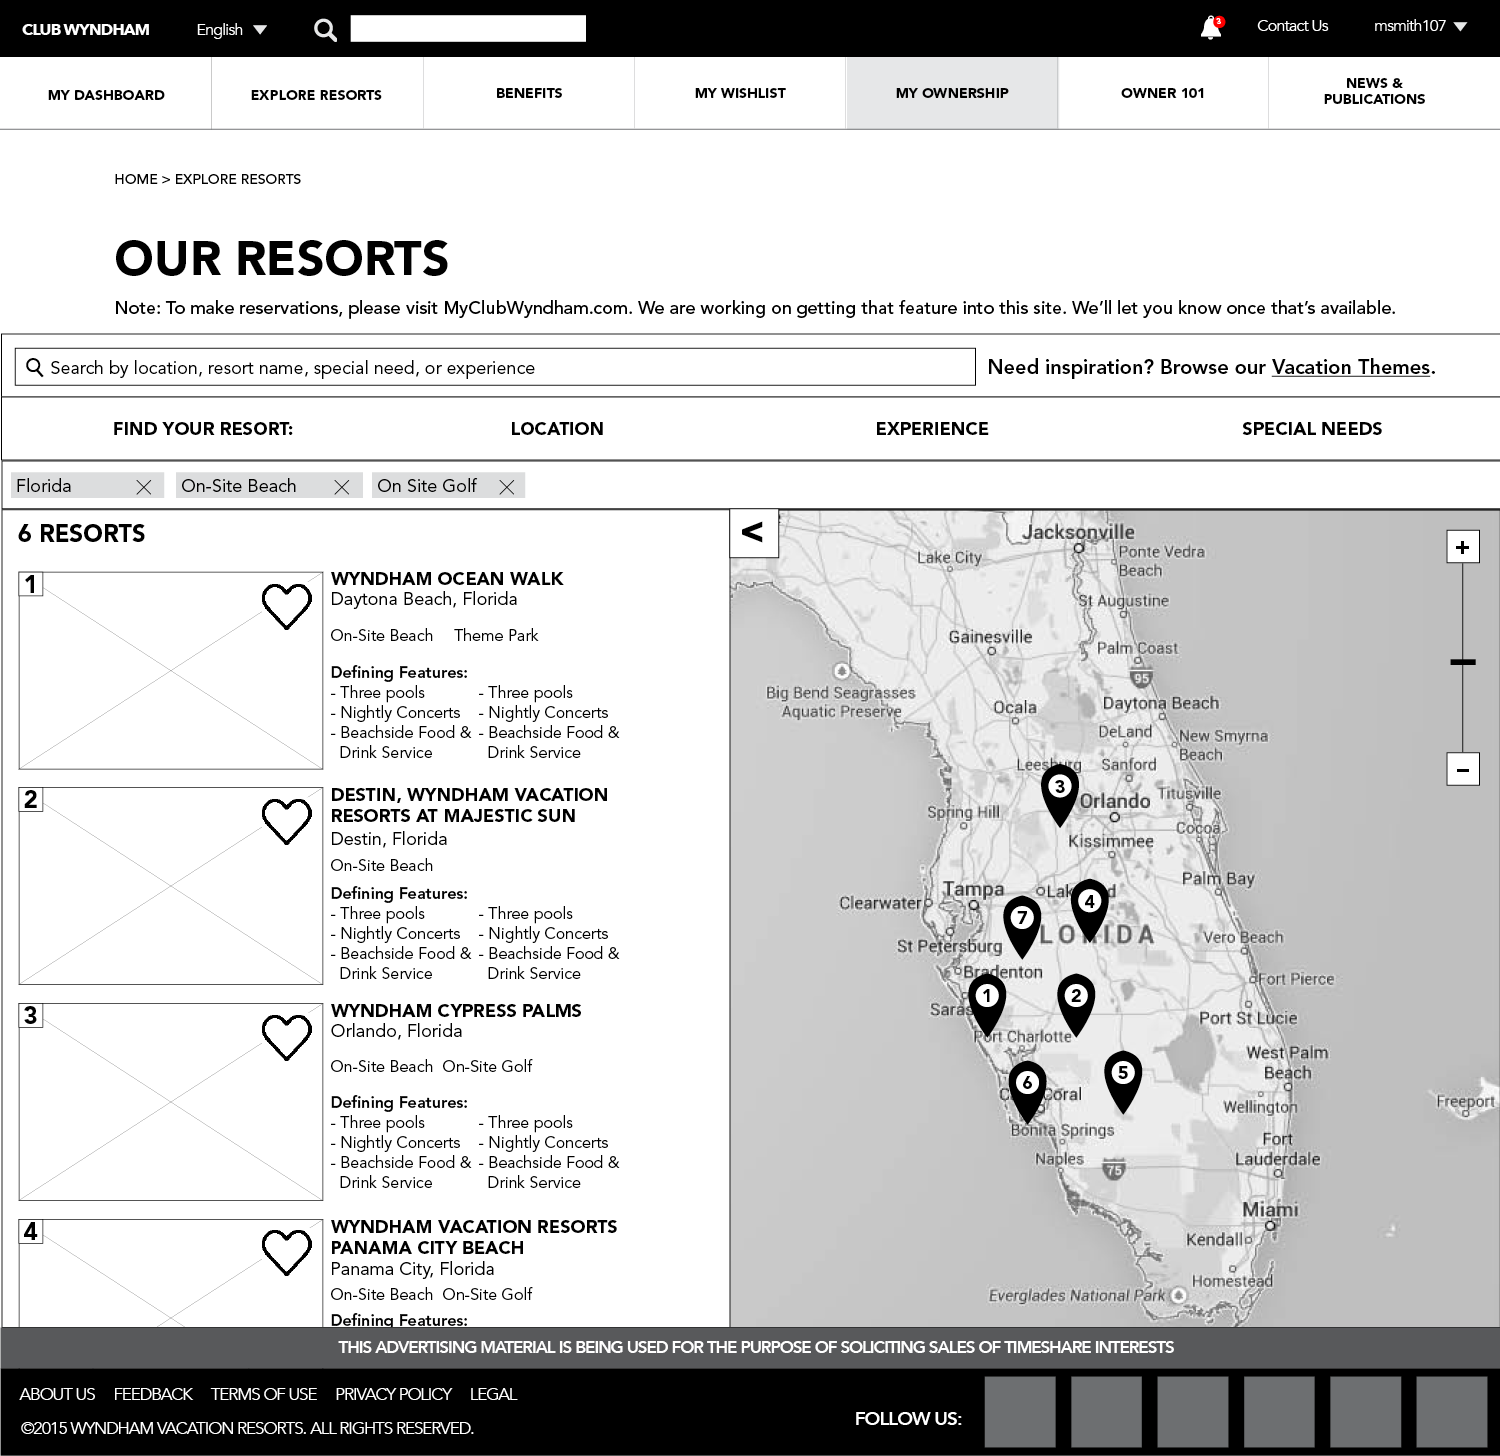 CLUB WYNDHAM English 3 Contact Us msmith107
MY DASHBOARD EXPLORE RESORTS BENEFITS MY WISHLIST MY OWNERSHIP OWNER 101 NEWS &
PUBLICATIONS
HOME > EXPLORE RESORTS
OUR RESORTS
Note: To make reservations, please visit MyClubWyndham.com. We are working on getting that feature into this site. We'll let you know once that's available.
Search by location, resort name, special need, or experience Need inspiration? Browse our Vacation Themes.
FIND YOUR RESORT: LOCATION EXPERIENCE SPECIAL NEEDS
Florida On-Site Beach On Site Golf
6 RESORTS
1
WYNDHAM OCEAN WALK
Daytona Beach, Florida
On-Site Beach Theme Park
Defining Features:
- Three pools - Three pools
- Nightly Concerts - Nightly Concerts
- Beachside Food & - Beachside Food &
Drink Service Drink Service
2
DESTIN, WYNDHAM VACATION
RESORTS AT MAJESTIC SUN
Destin, Florida
On-Site Beach
Defining Features:
- Three pools - Three pools
- Nightly Concerts - Nightly Concerts
- Beachside Food & - Beachside Food &
Drink Service Drink Service
3
WYNDHAM CYPRESS PALMS
Orlando, Florida
On-Site Beach On-Site Golf
Defining Features:
- Three pools - Three pools
- Nightly Concerts - Nightly Concerts
- Beachside Food & - Beachside Food &
Drink Service Drink Service
4
WYNDHAM VACATION RESORTS
PANAMA CITY BEACH
Panama City, Florida
On-Site Beach On-Site Golf
Defining Features:
<
+
−
Jacksonville
Lake City
Ponte Vedra
Beach
St Augustine
Gainesville
Palm Coast
95
Big Bend Seagrasses
Aquatic Preserve
Ocala
Daytona Beach
DeLand
New Smyrna
Beach
Leesburg
Sanford
3
Orlando
Titusville
Spring Hill
Cocoa
Kissimmee
Tampa
Palm Bay
Clearwater
4
7
St Petersburg
Vero Beach
Bradenton
Fort Pierce
1
2
Port St Lucie
Port Charlotte
West Palm
Beach
5
6
Coral
Wellington
Freeport
Bonita Springs
Fort
Lauderdale
Naples
75
Miami
Kendall
Homestead
Everglades National Park
THIS ADVERTISING MATERIAL IS BEING USED FOR THE PURPOSE OF SOLICITING SALES OF TIMESHARE INTERESTS
ABOUT US FEEDBACK TERMS OF USE PRIVACY POLICY LEGAL
©2015 WYNDHAM VACATION RESORTS. ALL RIGHTS RESERVED.
FOLLOW US: